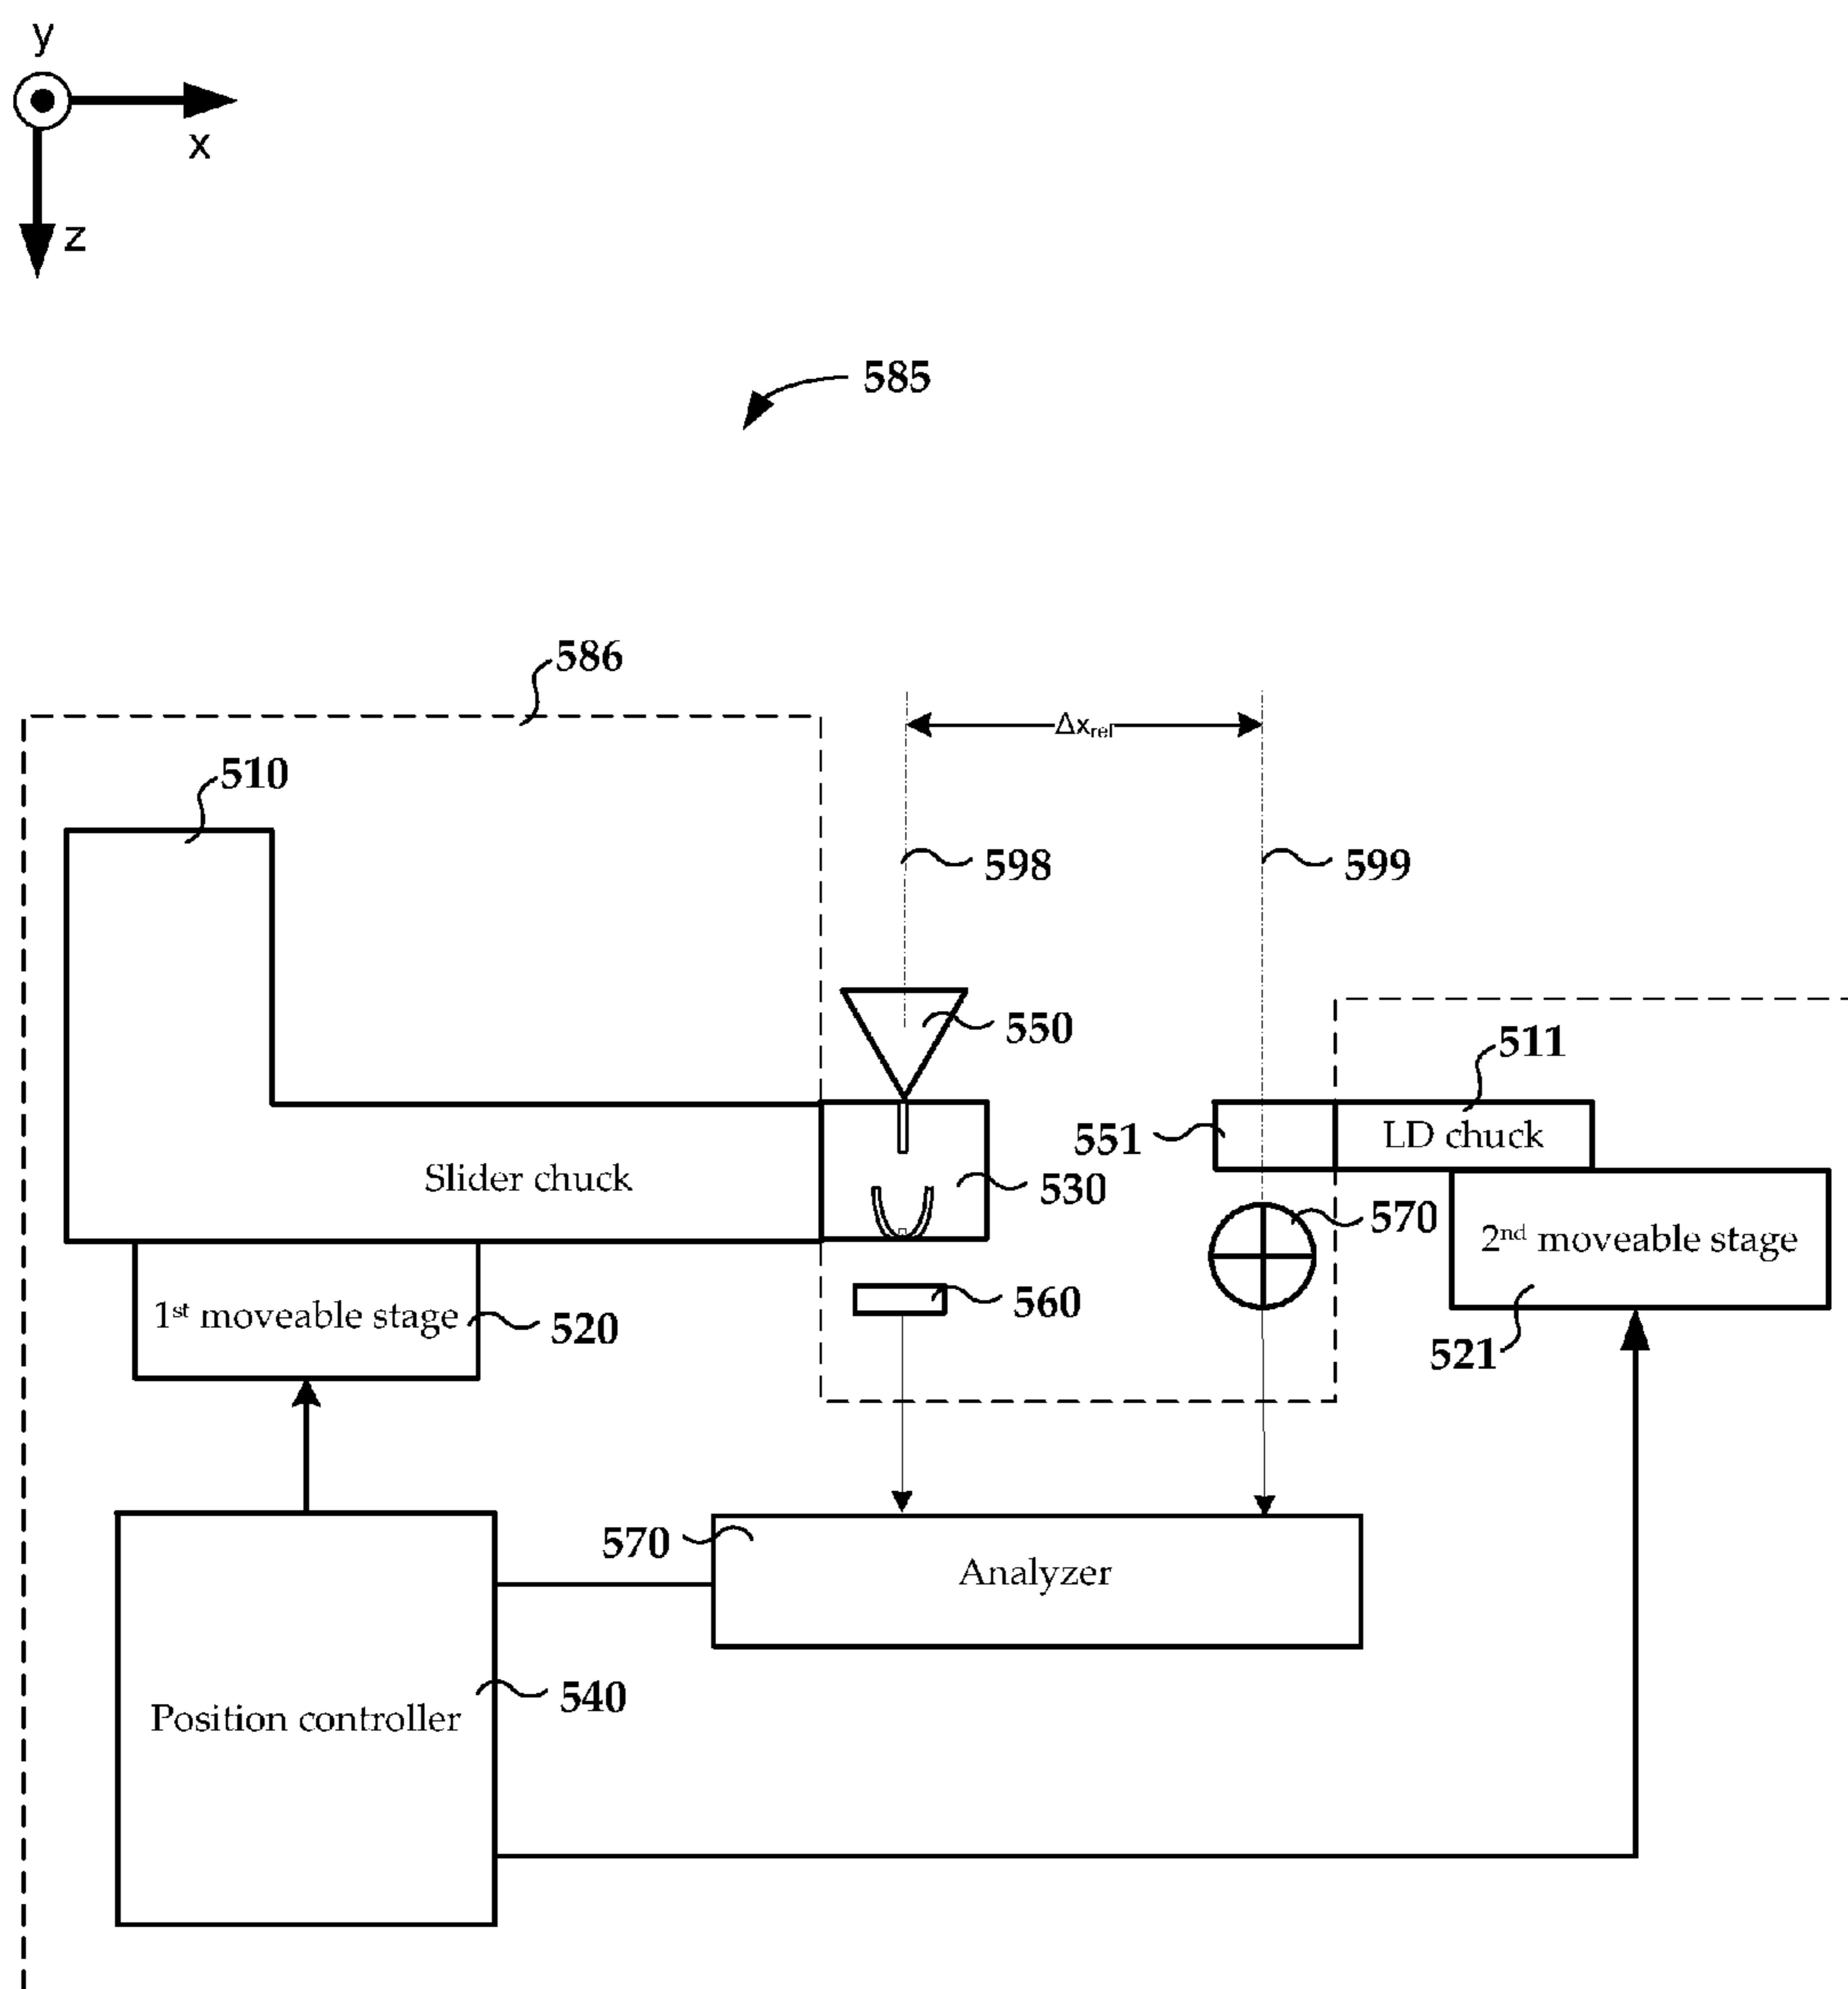 y
x
z
585
586
Δx_ref
510
598
599
550
511
551
LD chuck
Slider chuck
530
570
2nd moveable stage
560
1st moveable stage
520
521
570
Analyzer
540
Position controller